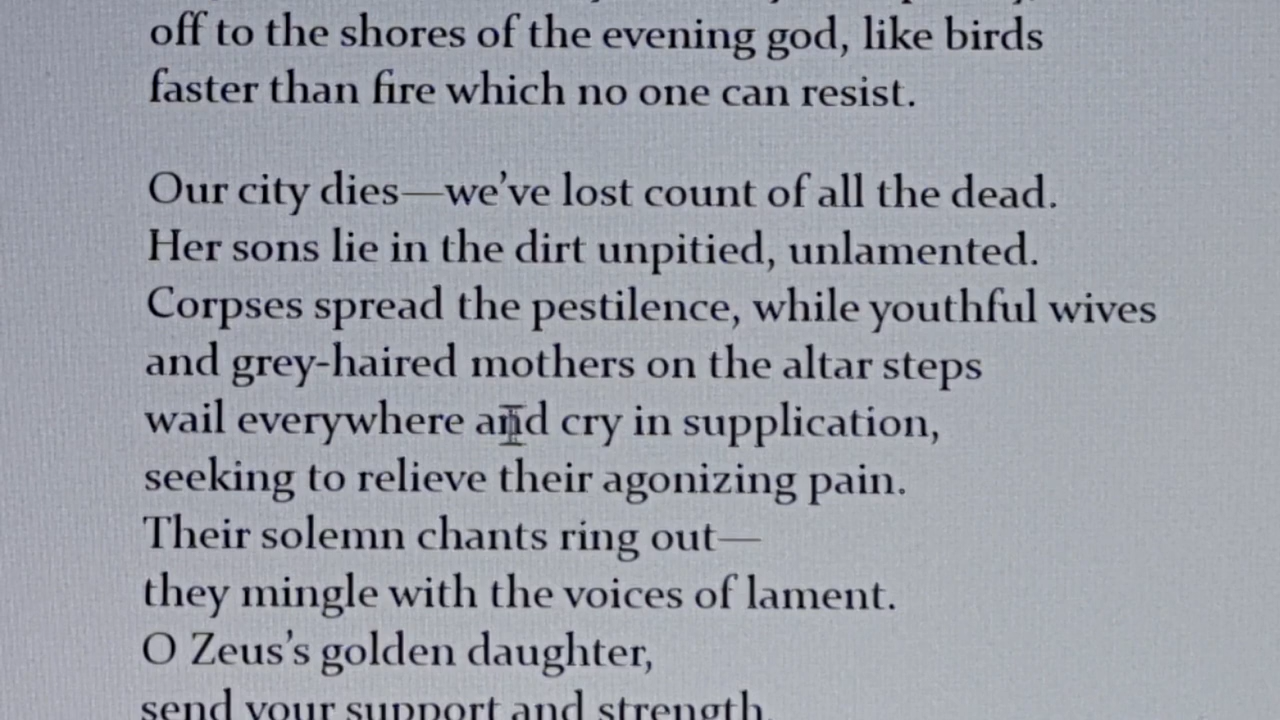 off to the shores of the evening god, like birds
faster than fire which no one can resist.
Our city dies—we’ve lost count of all the dead.
Her sons lie in the dirt unpitied, unlamented.
Corpses spread the pestilence, while youthful wives
and grey-haired mothers on the altar steps
wail everywhere and cry in supplication,
seeking to relieve their agonizing pain.
Their solemn chants ring out—
they mingle with the voices of lament.
O Zeus’s golden daughter,
send your support and strength,